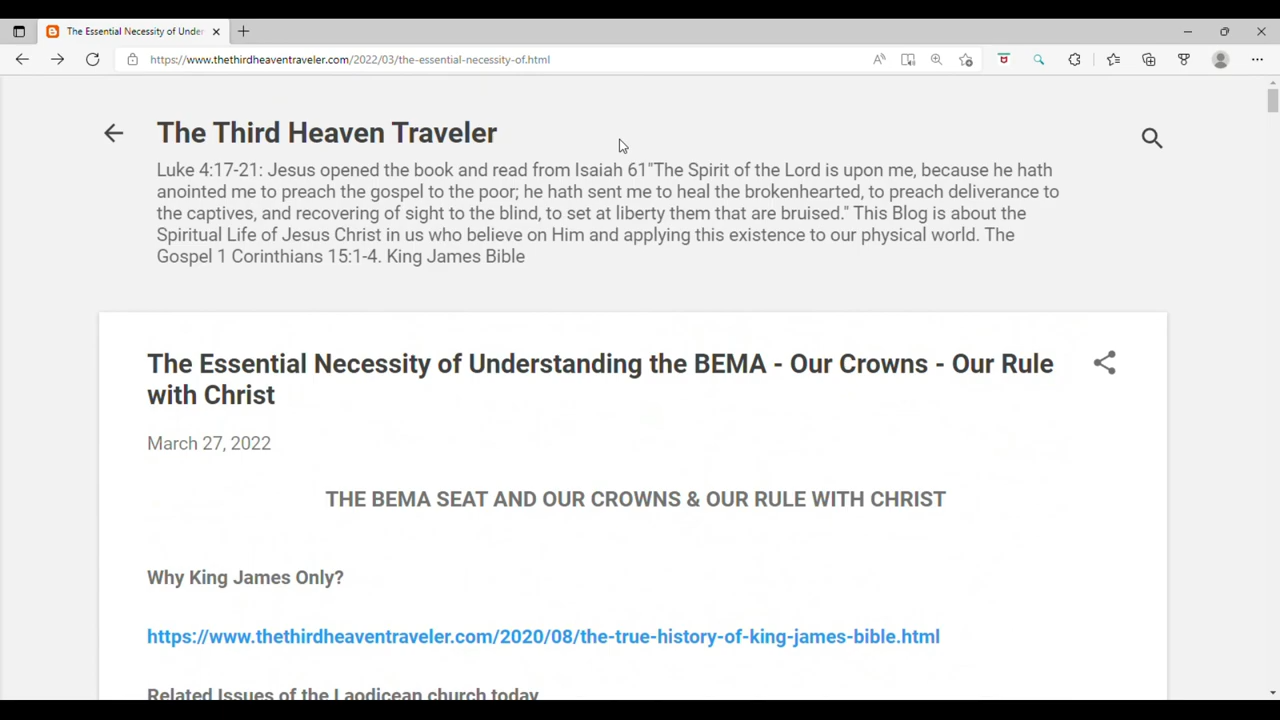 The Essential Necessity of Under
https://www.thethirdheaventraveler.com/2022/03/the-essential-necessity-of.html
The Third Heaven Traveler
Luke 4:17-21: Jesus opened the book and read from Isaiah 61"The Spirit of the Lord is upon me, because he hath
anointed me to preach the gospel to the poor; he hath sent me to heal the brokenhearted, to preach deliverance to
the captives, and recovering of sight to the blind, to set at liberty them that are bruised." This Blog is about the
Spiritual Life of Jesus Christ in us who believe on Him and applying this existence to our physical world. The
Gospel 1 Corinthians 15:1-4. King James Bible
The Essential Necessity of Understanding the BEMA - Our Crowns - Our Rule
with Christ
March 27, 2022
THE BEMA SEAT AND OUR CROWNS & OUR RULE WITH CHRIST
Why King James Only?
https://www.thethirdheaventraveler.com/2020/08/the-true-history-of-king-james-bible.html
Related Issues of the Laodicean church today